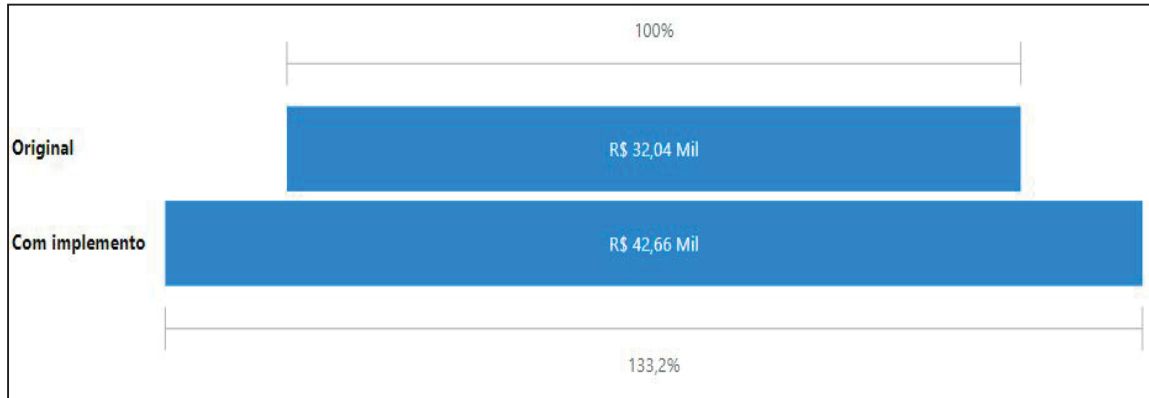 100%
Original
R$ 32,04 Mil
Com implemento
R$ 42,66 Mil
133,2%